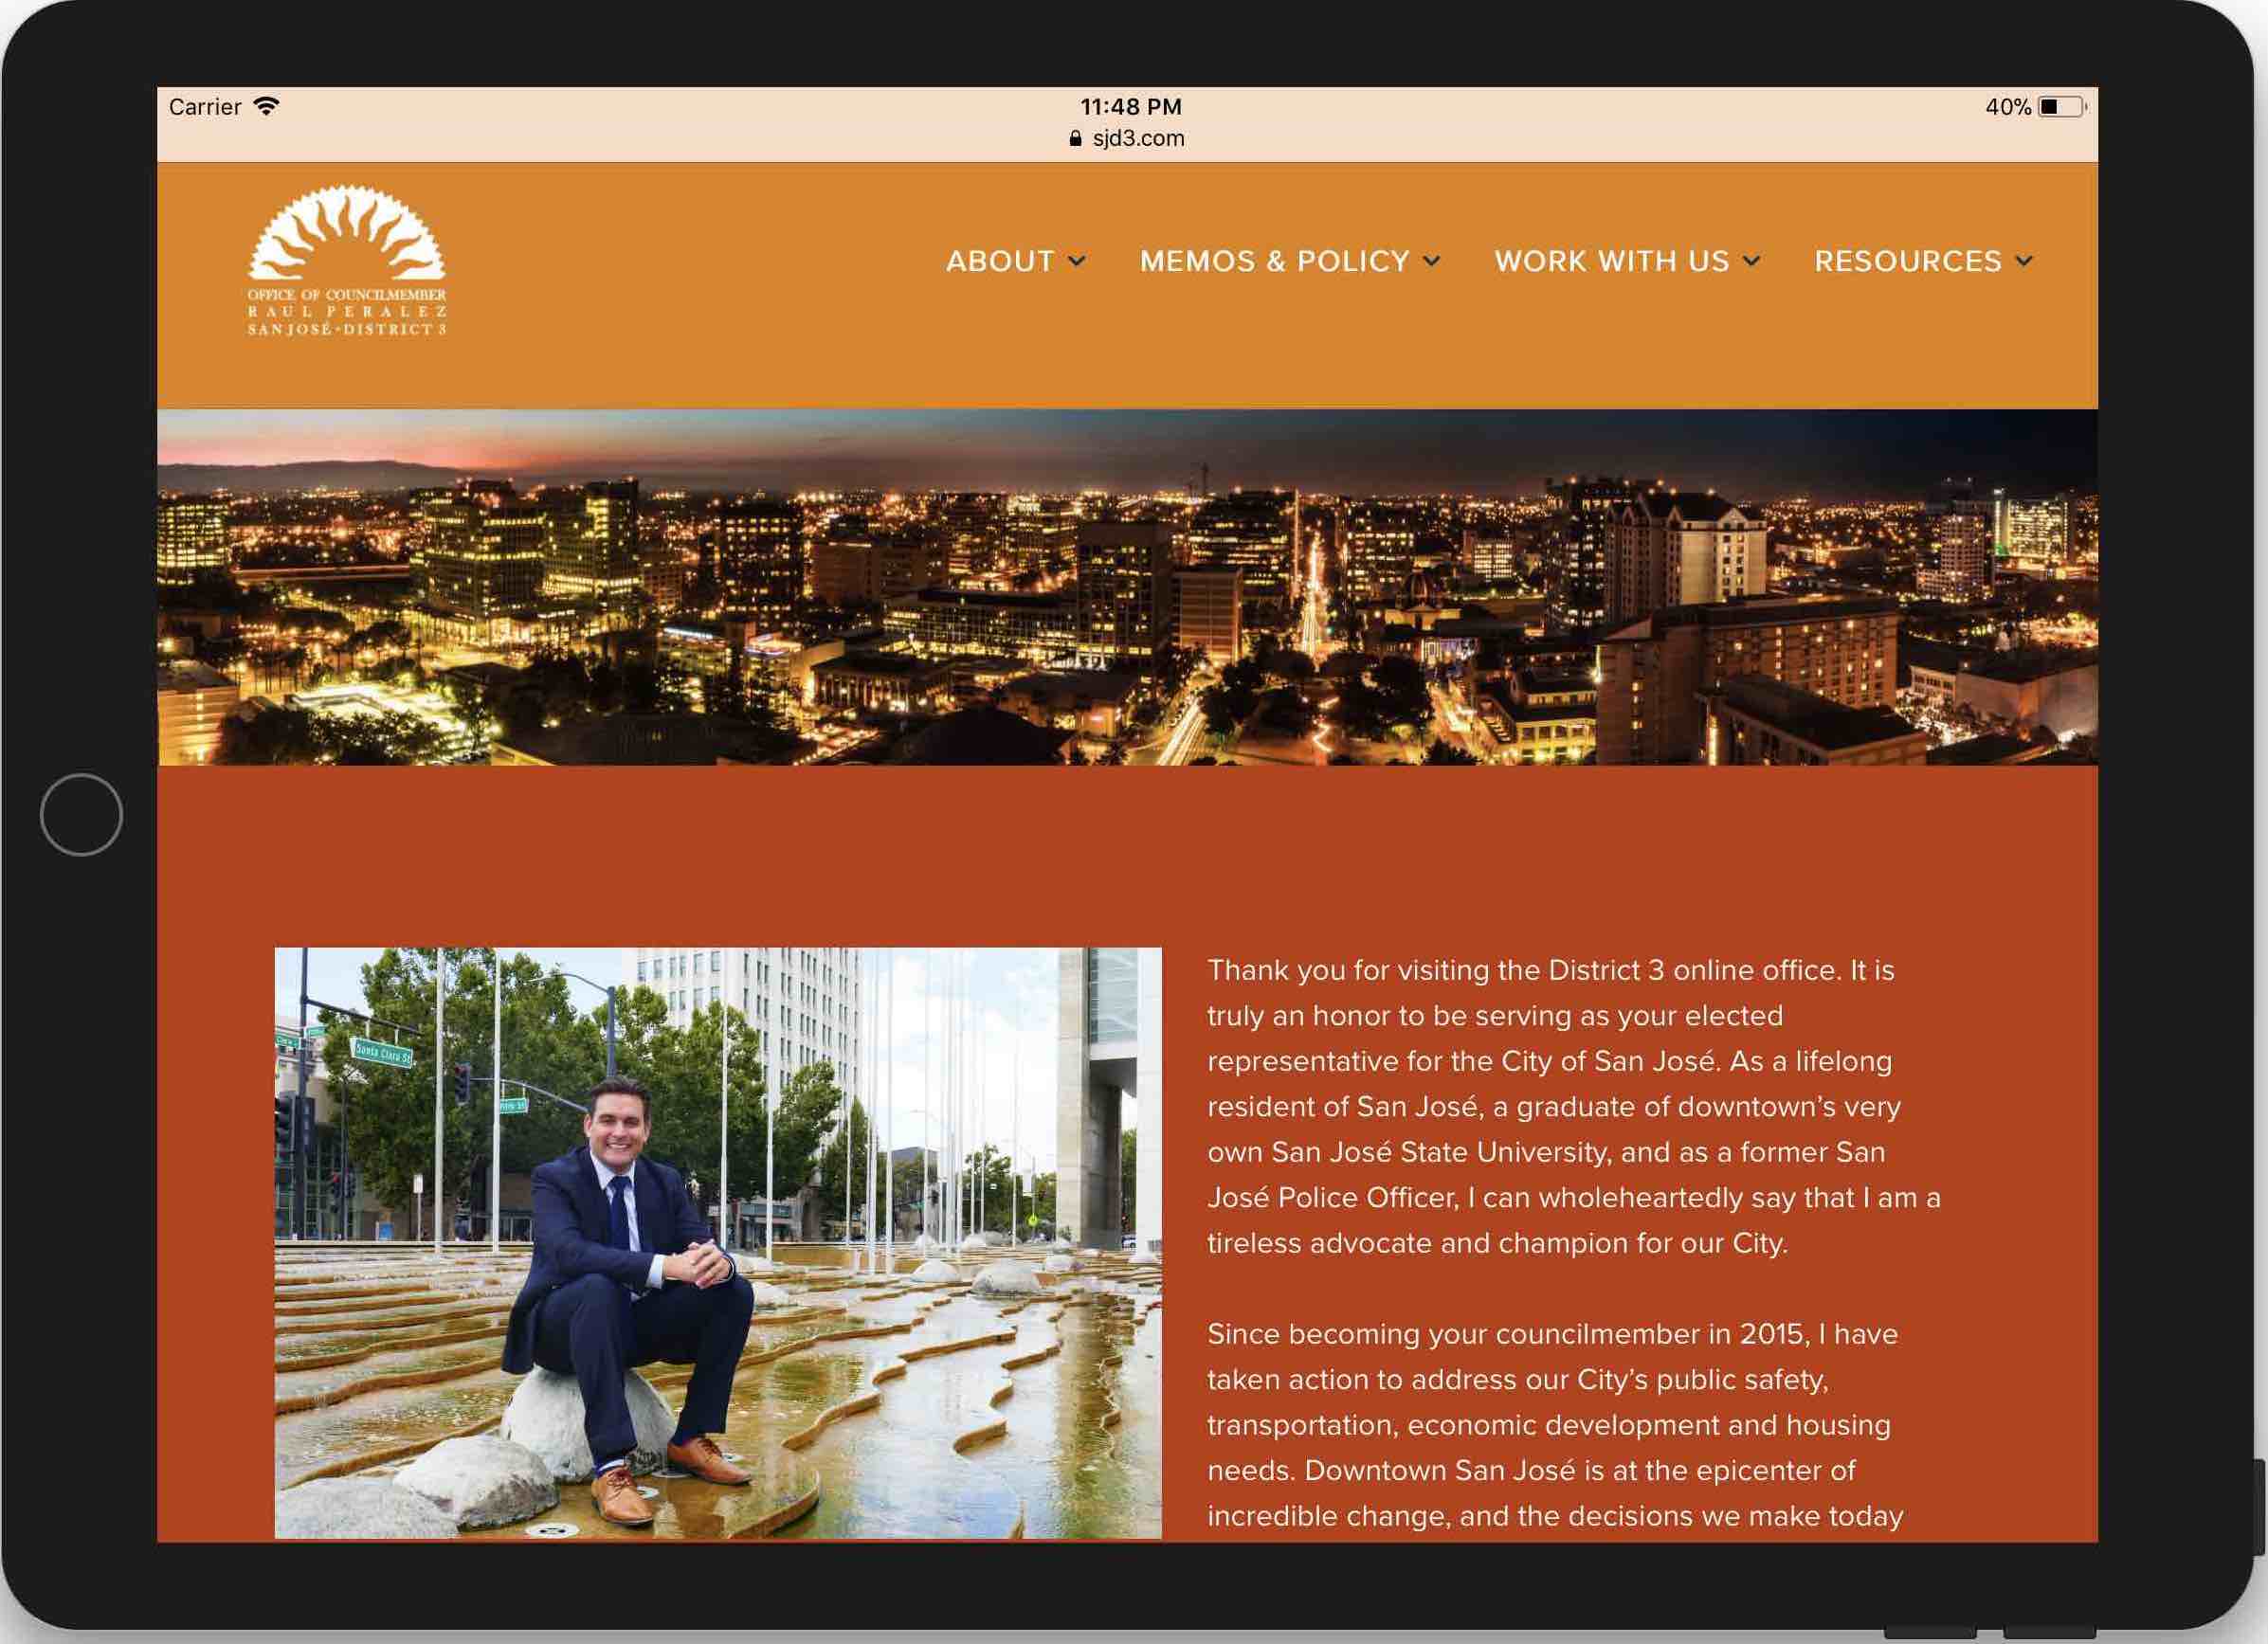 Carrier
11:48 PM
40%
sjd3.com
OFFICE OF COUNCILMEMBER
RAUL PERALEZ
SAN JOSÉ • DISTRICT 3
ABOUT
MEMOS & POLICY
WORK WITH US
RESOURCES
Santa Clara St
Thank you for visiting the District 3 online office. It is
truly an honor to be serving as your elected
representative for the City of San José. As a lifelong
resident of San José, a graduate of downtown’s very
own San José State University, and as a former San
José Police Officer, I can wholeheartedly say that I am a
tireless advocate and champion for our City.
Since becoming your councilmember in 2015, I have
taken action to address our City’s public safety,
transportation, economic development and housing
needs. Downtown San José is at the epicenter of
incredible change, and the decisions we make today